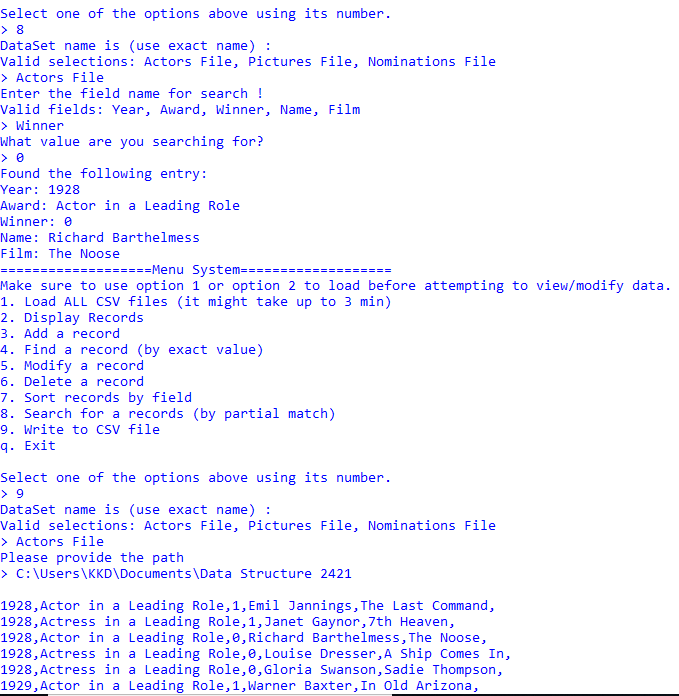 Select one of the options above using its number.
> 8
DataSet name is (use exact name) :
Valid selections: Actors File, Pictures File, Nominations File
> Actors File
Enter the field name for search !
Valid fields: Year, Award, Winner, Name, Film
> Winner
What value are you searching for?
> 0
Found the following entry:
Year: 1928
Award: Actor in a Leading Role
Winner: 0
Name: Richard Barthelmess
Film: The Noose
===================Menu System===================
Make sure to use option 1 or option 2 to load before attempting to view/modify data.
1. Load ALL CSV files (it might take up to 3 min)
2. Display Records
3. Add a record
4. Find a record (by exact value)
5. Modify a record
6. Delete a record
7. Sort records by field
8. Search for a records (by partial match)
9. Write to CSV file
q. Exit
Select one of the options above using its number.
> 9
DataSet name is (use exact name) :
Valid selections: Actors File, Pictures File, Nominations File
> Actors File
Please provide the path
> C:\Users\KKD\Documents\Data Structure 2421
1928,Actor in a Leading Role,1,Emil Jannings,The Last Command,
1928,Actress in a Leading Role,1,Janet Gaynor,7th Heaven,
1928,Actor in a Leading Role,0,Richard Barthelmess,The Noose,
1928,Actress in a Leading Role,0,Louise Dresser,A Ship Comes In,
1928,Actress in a Leading Role,0,Gloria Swanson,Sadie Thompson,
1929,Actor in a Leading Role,1,Warner Baxter,In Old Arizona,